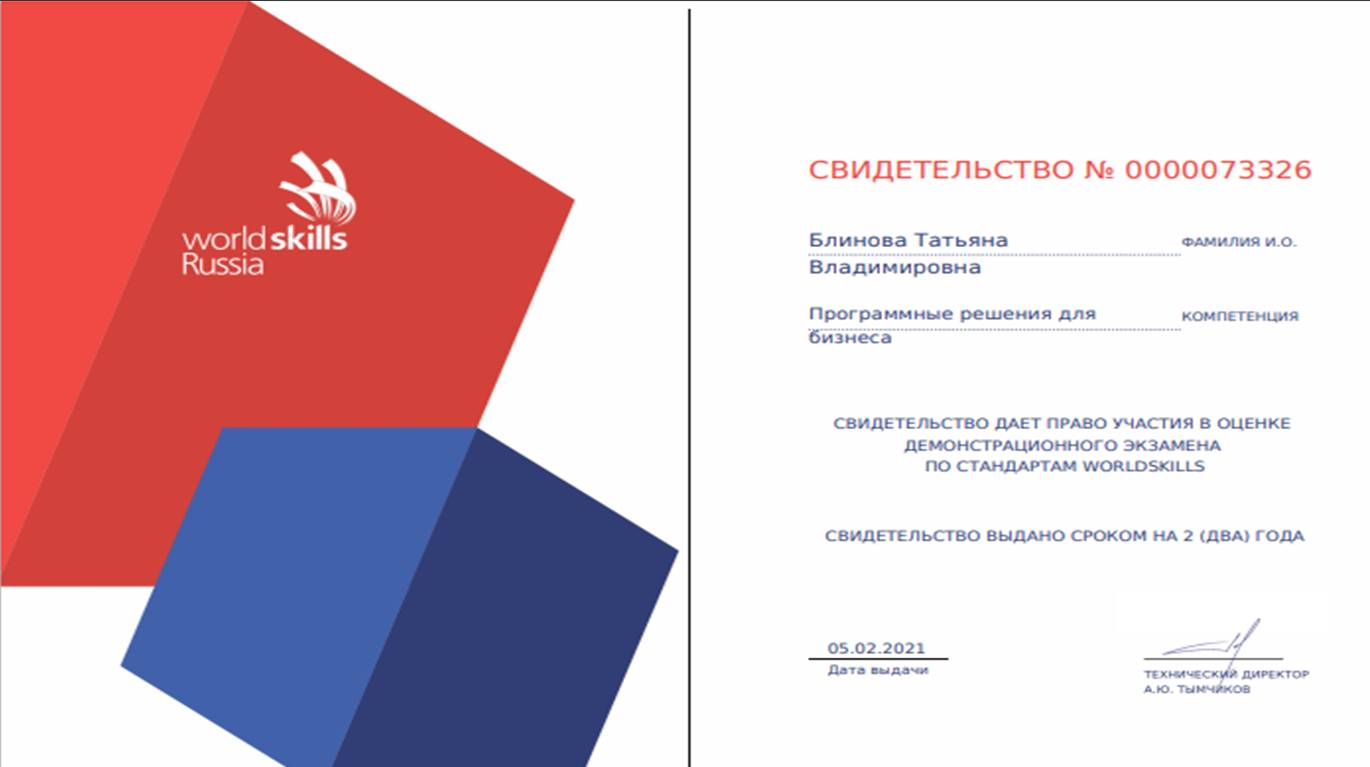 world skills
Russia
СВИДЕТЕЛЬСТВО № 0000073326
Блинова Татьяна
ФАМИЛИЯ И.О.
Владимировна
Программные решения для
КОМПЕТЕНЦИЯ
бизнеса
СВИДЕТЕЛЬСТВО ДАЕТ ПРАВО УЧАСТИЯ В ОЦЕНКЕ
ДЕМОНСТРАЦИОННОГО ЭКЗАМЕНА
ПО СТАНДАРТАМ WORLDSKILLS
СВИДЕТЕЛЬСТВО ВЫДАНО СРОКОМ НА 2 (ДВА) ГОДА
05.02.2021
Дата выдачи
ТЕХНИЧЕСКИЙ ДИРЕКТОР
А.Ю. ТЫМЧИКОВ